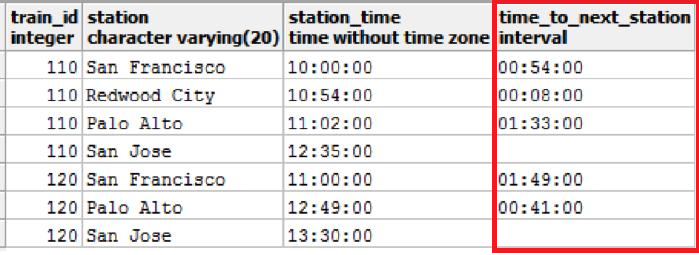 train_id station station_time time_to_next_station
integer character varying(20) time without time zone interval
110 San Francisco 10:00:00 00:54:00
110 Redwood City 10:54:00 00:08:00
110 Palo Alto 11:02:00 01:33:00
110 San Jose 12:35:00
120 San Francisco 11:00:00 01:49:00
120 Palo Alto 12:49:00 00:41:00
120 San Jose 13:30:00